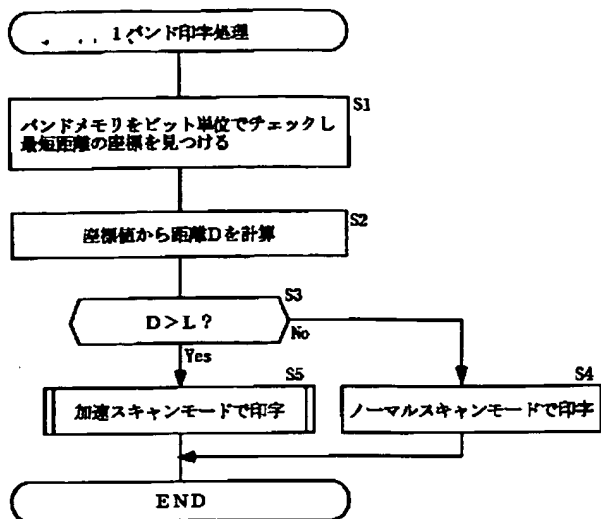 1バンド印字処理
S1
バンドメモリをビット単位でチェックし
最短距離の座標を見つける
S2
座標値から距離Dを計算
S3
D>L?
No
Yes
S5
加速スキャンモードで印字
S4
ノーマルスキャンモードで印字
END